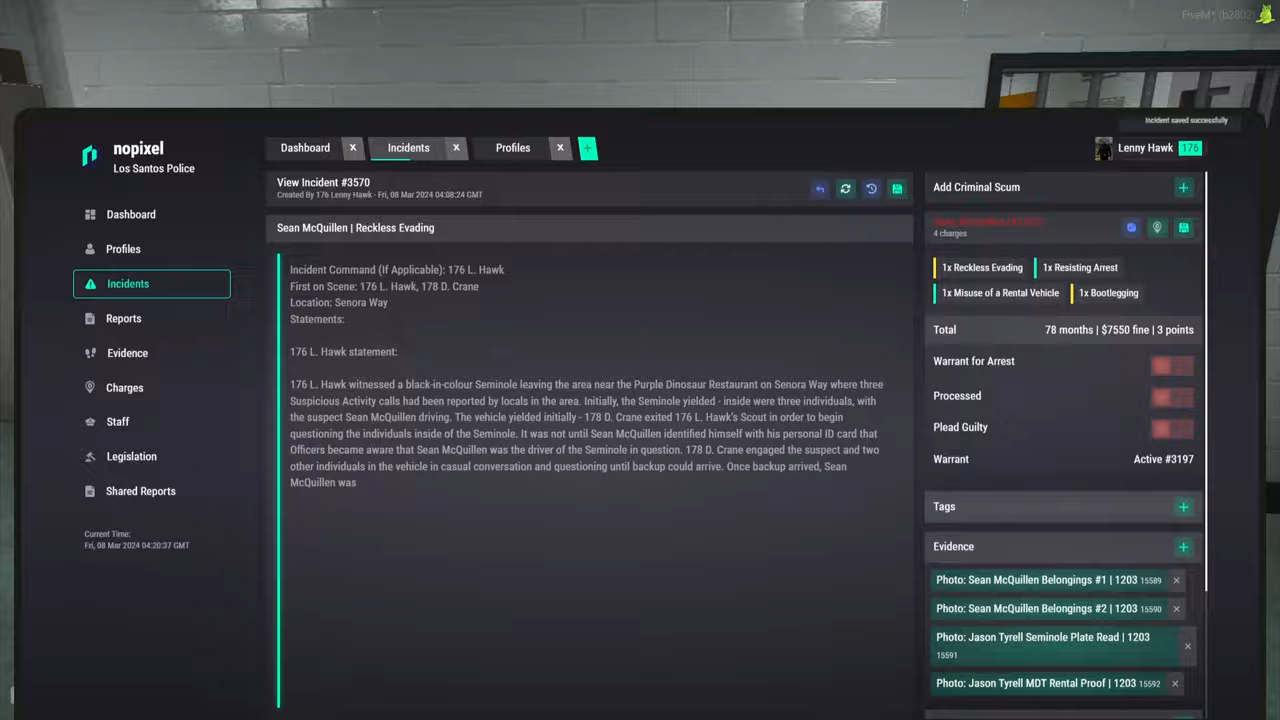 FiveM* (b2802)
Incident saved successfully
nopixel
Los Santos Police
Dashboard
Incidents
Profiles
Lenny Hawk 176
Dashboard
Profiles
Incidents
Reports
Evidence
Charges
Staff
Legislation
Shared Reports
Current Time:
Fri, 08 Mar 2024 04:20:37 GMT
View Incident #3570
Created By 176 Lenny Hawk - Fri, 08 Mar 2024 04:08:24 GMT
Sean McQuillen | Reckless Evading
Incident Command (If Applicable): 176 L. Hawk
First on Scene: 176 L. Hawk, 178 D. Crane
Location: Senora Way
Statements:
176 L. Hawk statement:
176 L. Hawk witnessed a black-in-colour Seminole leaving the area near the Purple Dinosaur Restaurant on Senora Way where three
Suspicious Activity calls had been reported by locals in the area. Initially, the Seminole yielded - inside were three individuals, with
the suspect Sean McQuillen driving. The vehicle yielded initially - 178 D. Crane exited 176 L. Hawk's Scout in order to begin
questioning the individuals inside of the Seminole. It was not until Sean McQuillen identified himself with his personal ID card that
Officers became aware that Sean McQuillen was the driver of the Seminole in question. 178 D. Crane engaged the suspect and two
other individuals in the vehicle in casual conversation and questioning until backup could arrive. Once backup arrived, Sean
McQuillen was
Add Criminal Scum
4 charges
1x Reckless Evading
1x Resisting Arrest
1x Misuse of a Rental Vehicle
1x Bootlegging
Total 78 months | $7550 fine | 3 points
Warrant for Arrest
Processed
Plead Guilty
Warrant Active #3197
Tags
Evidence
Photo: Sean McQuillen Belongings #1 | 1203 15589
Photo: Sean McQuillen Belongings #2 | 1203 15590
Photo: Jason Tyrell Seminole Plate Read | 1203
15591
Photo: Jason Tyrell MDT Rental Proof | 1203 15592